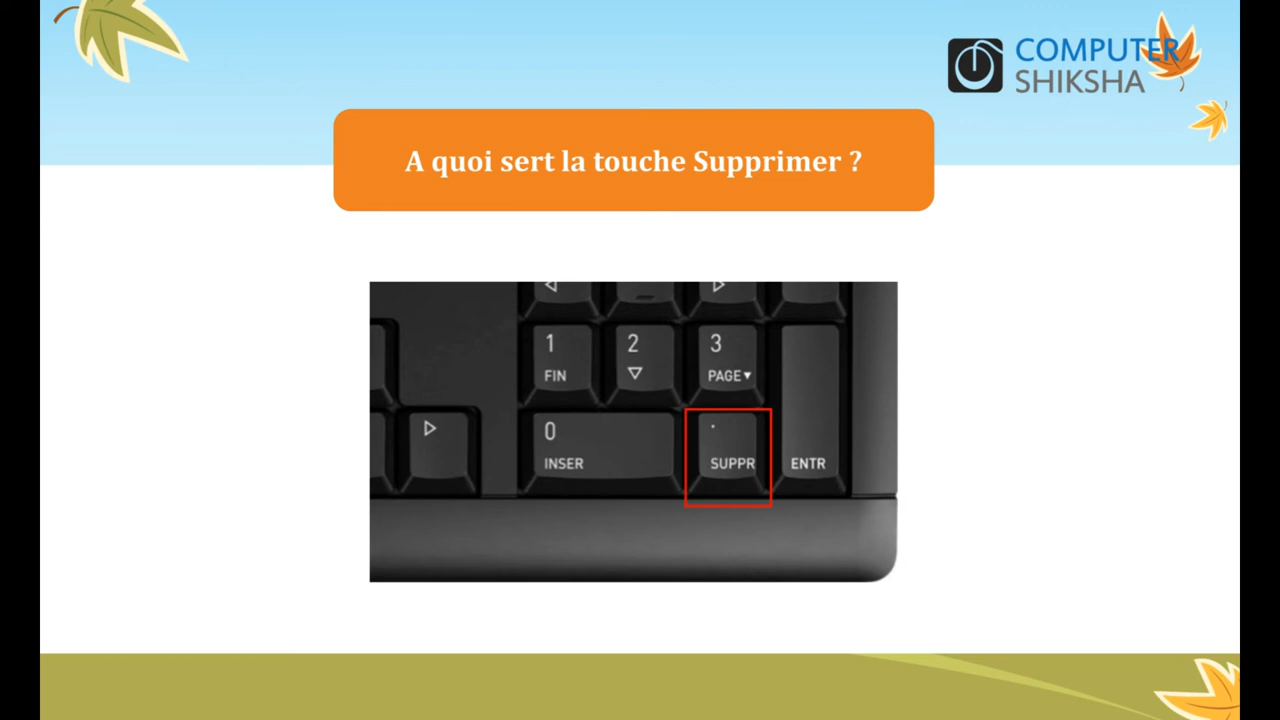 COMPUTER
SHIKSHA
A quoi sert la touche Supprimer ?
1
2
3
FIN
PAGE▼
0
.
INSER
SUPPR
ENTR